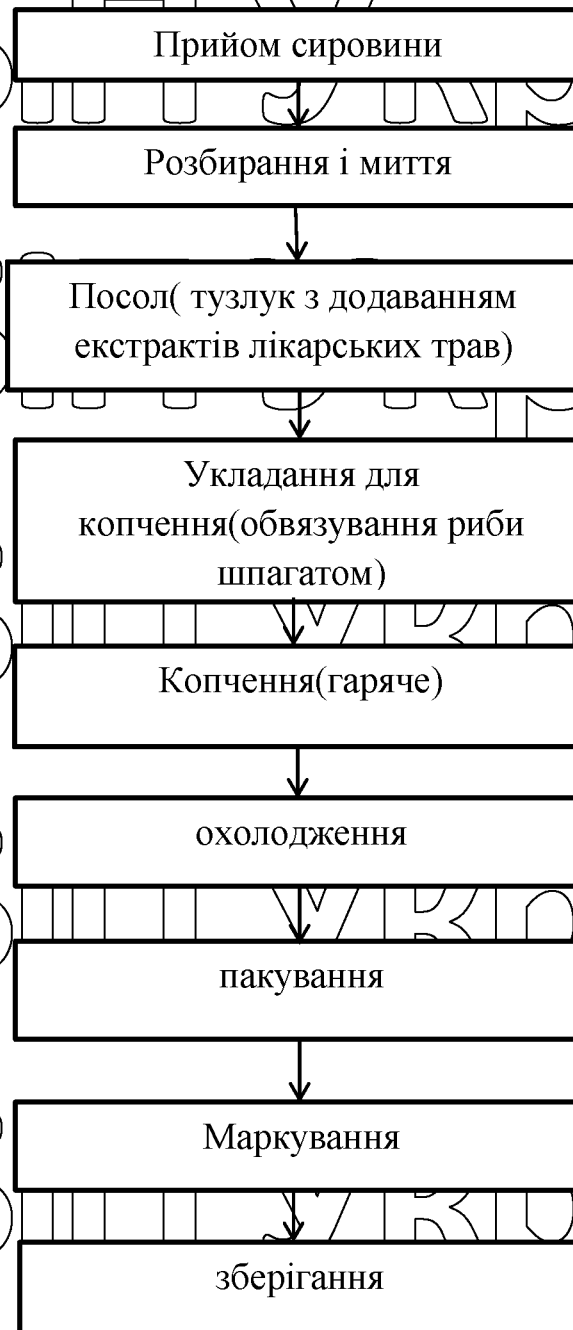 Прийом сировини
Розбирання і миття
Посол( тузлук з додаванням
екстрактів лікарських трав)
Укладання для
копчення(обвязування риби
шпагатом)
Копчення(гаряче)
охолодження
пакування
Маркування
зберігання